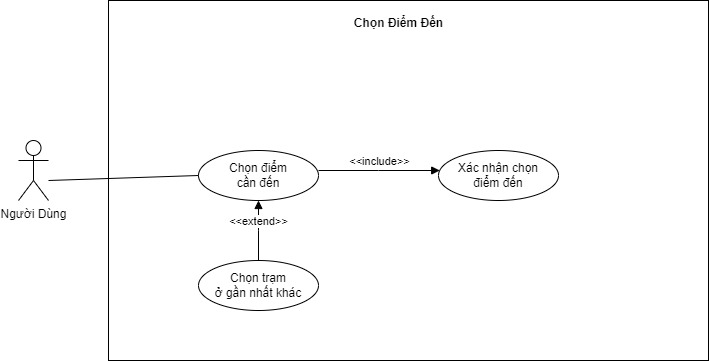 Chọn Điểm Đến
Chọn điểm
cần đến
<<include>>
Xác nhận chọn
điểm đến
Người Dùng
<<extend>>
Chọn trạm
ở gần nhất khác